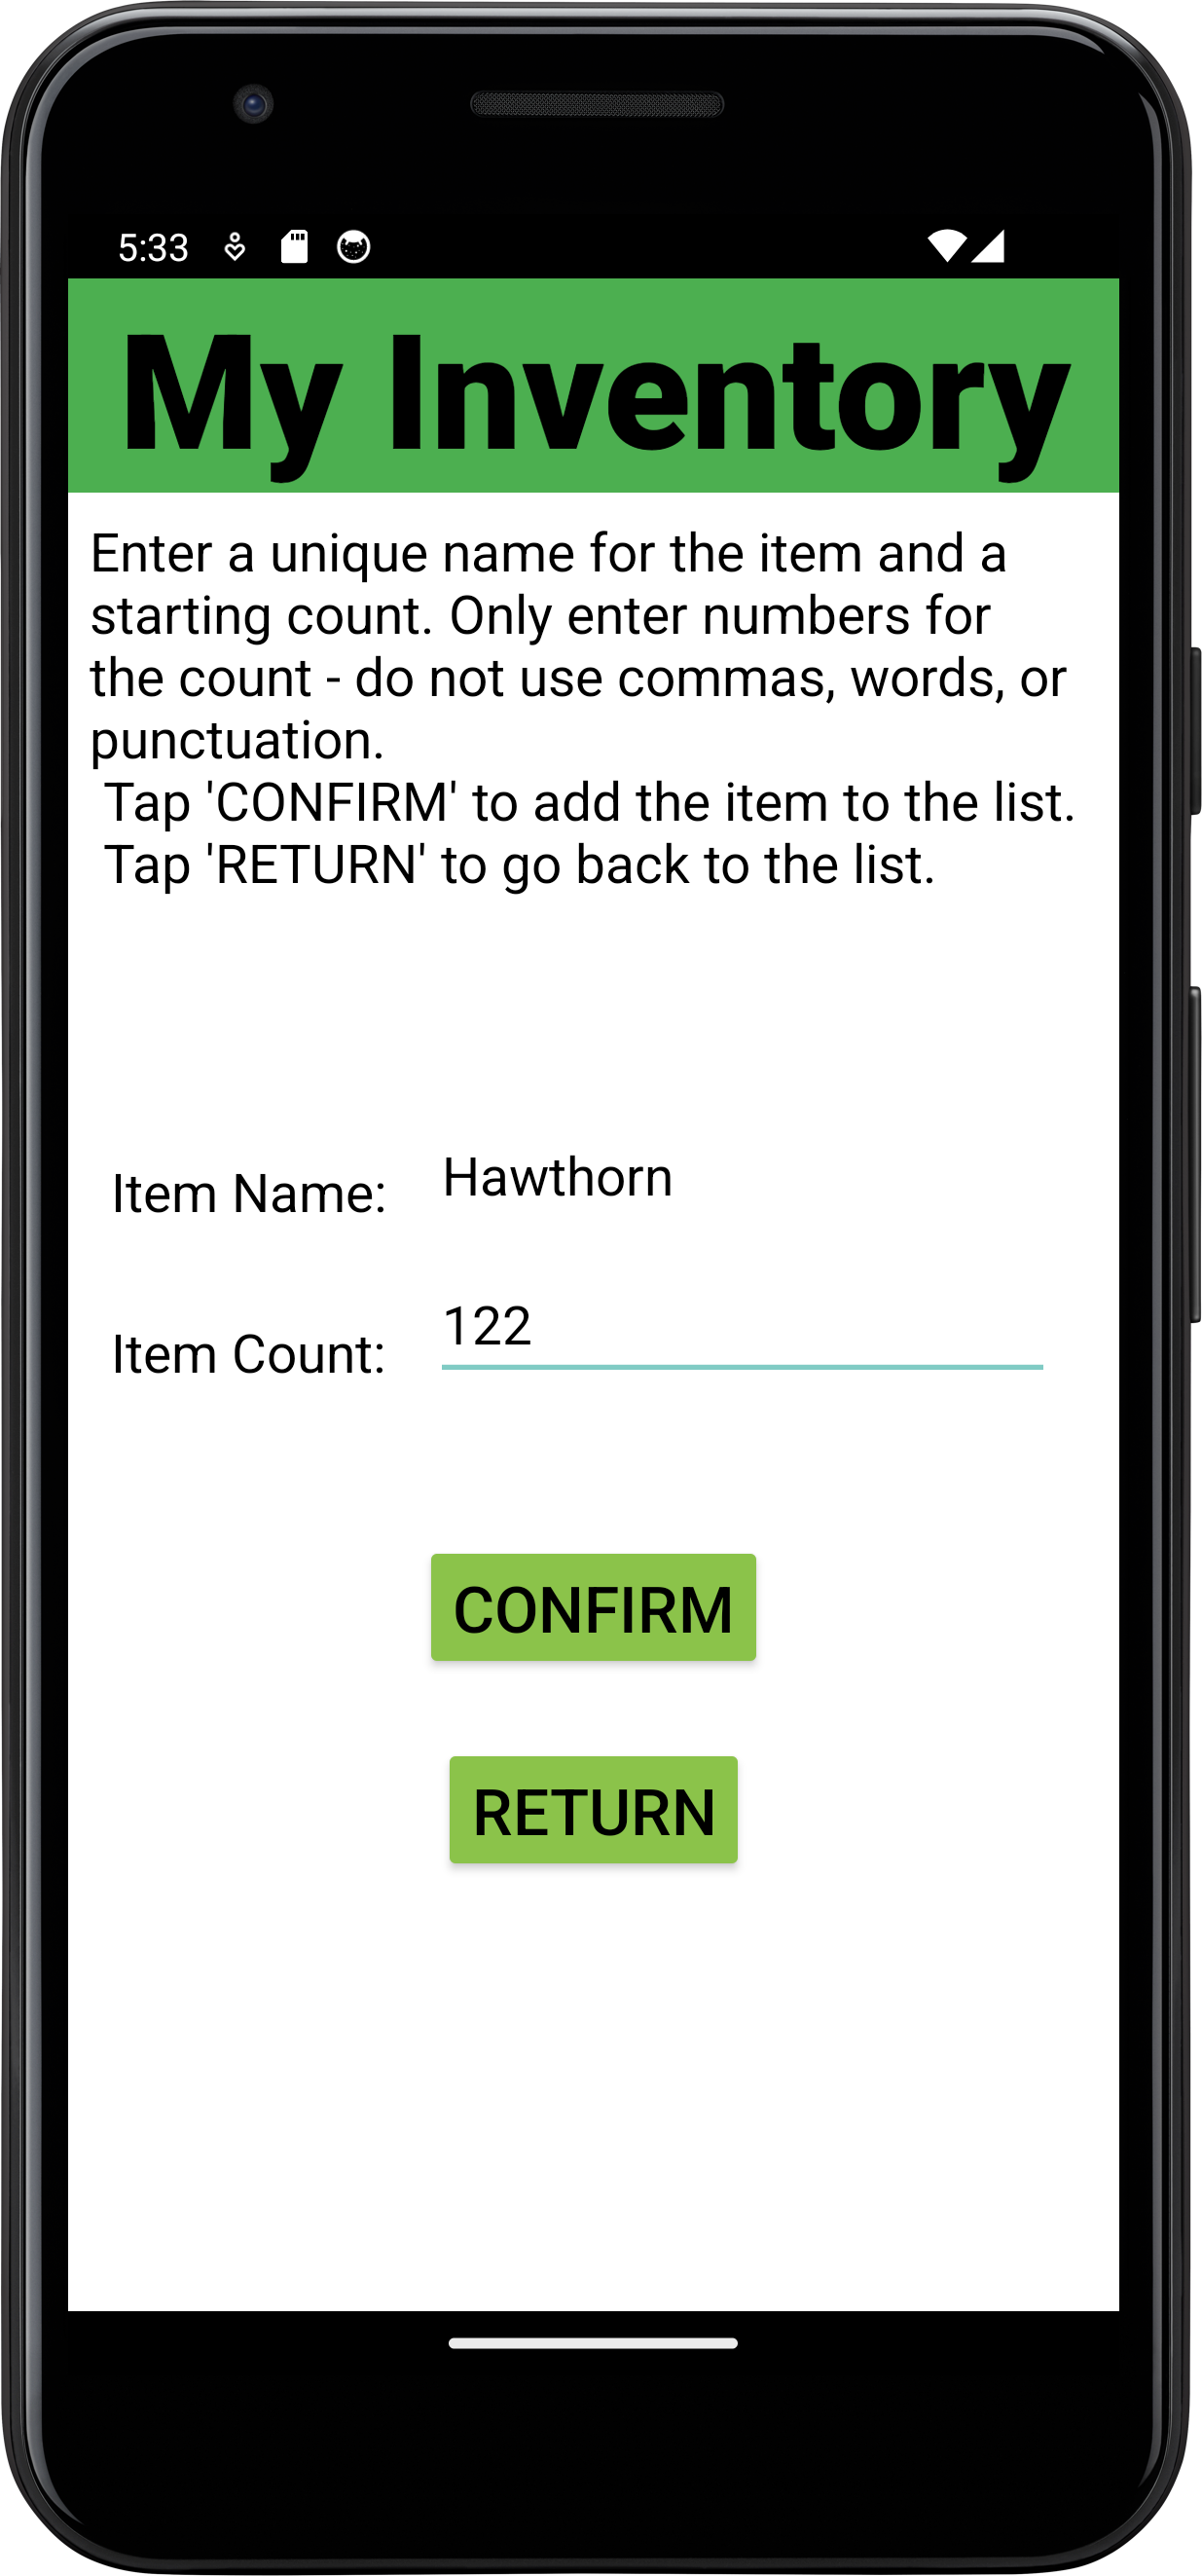 5:33
My Inventory
Enter a unique name for the item and a
starting count. Only enter numbers for
the count - do not use commas, words, or
punctuation.
Tap 'CONFIRM' to add the item to the list.
Tap 'RETURN' to go back to the list.
Item Name: Hawthorn
Item Count: 122
CONFIRM
RETURN